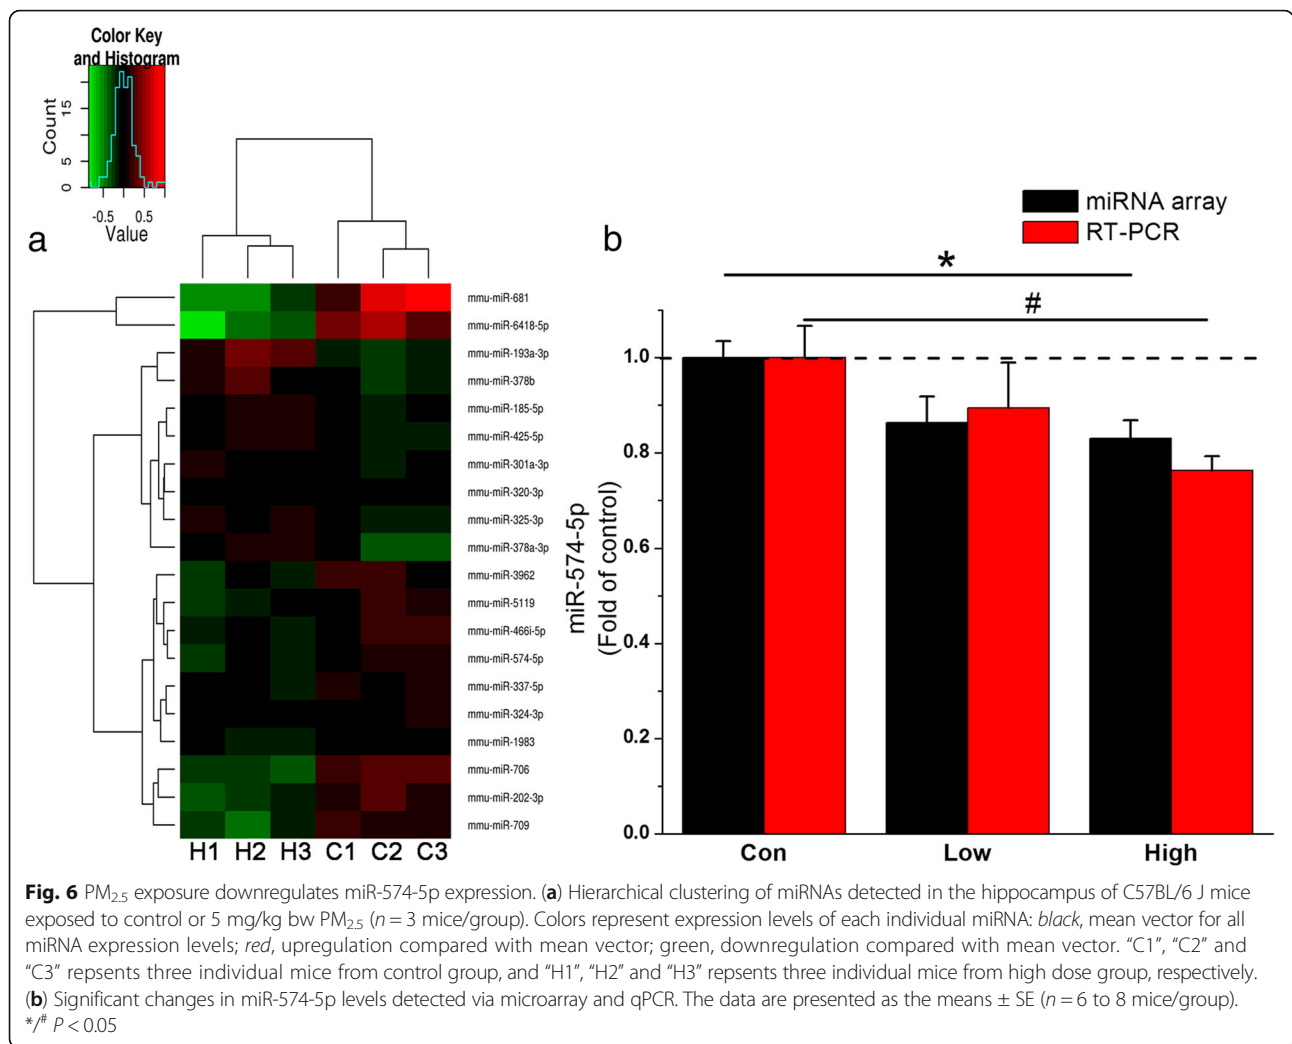 Color Key
and Histogram
Count
0 5 15
-0.5 0.5
Value
a
mmu-miR-681
mmu-miR-6418-5p
mmu-miR-193a-3p
mmu-miR-378b
mmu-miR-185-5p
mmu-miR-425-5p
mmu-miR-301a-3p
mmu-miR-320-3p
mmu-miR-325-3p
mmu-miR-378a-3p
mmu-miR-3962
mmu-miR-5119
mmu-miR-466i-5p
mmu-miR-574-5p
mmu-miR-337-5p
mmu-miR-324-3p
mmu-miR-1983
mmu-miR-706
mmu-miR-202-3p
mmu-miR-709
H1 H2 H3 C1 C2 C3
b
miRNA array
RT-PCR
*
#
miR-574-5p
(Fold of control)
1.0
0.8
0.6
0.4
0.2
0.0
Con Low High
Fig. 6 PM2.5 exposure downregulates miR-574-5p expression. (a) Hierarchical clustering of miRNAs detected in the hippocampus of C57BL/6 J mice
exposed to control or 5 mg/kg bw PM2.5 (n = 3 mice/group). Colors represent expression levels of each individual miRNA: black, mean vector for all
miRNA expression levels; red, upregulation compared with mean vector; green, downregulation compared with mean vector. “C1”, “C2” and
“C3” repsents three individual mice from control group, and “H1”, “H2” and “H3” repsents three individual mice from high dose group, respectively.
(b) Significant changes in miR-574-5p levels detected via microarray and qPCR. The data are presented as the means ± SE (n = 6 to 8 mice/group).
*/# P < 0.05